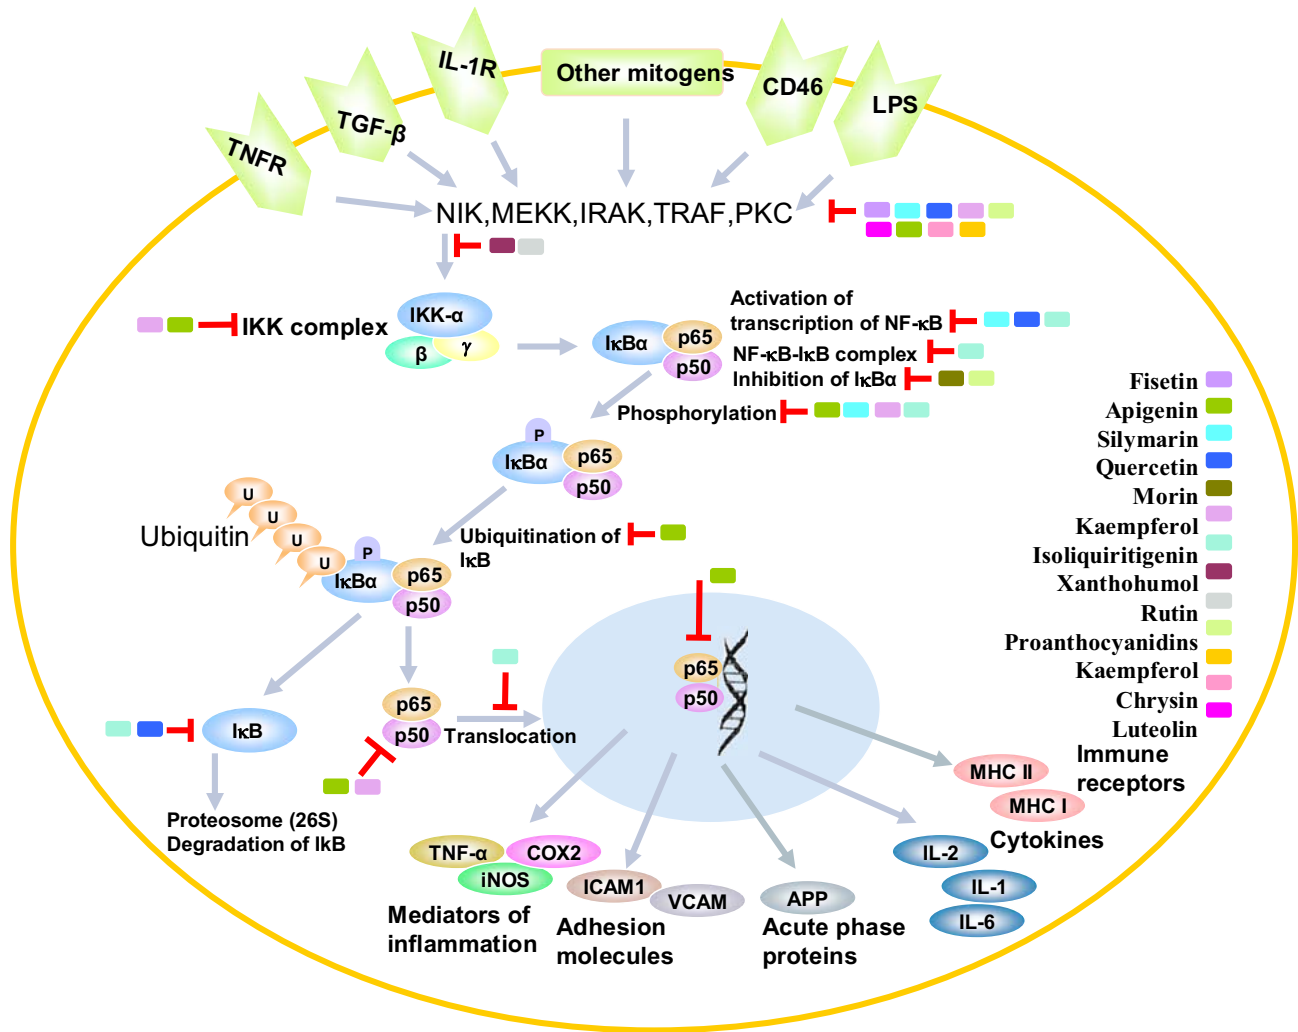 IL-1R
Other mitogens
CD46
LPS
TGF-β
TNFR
NIK,MEKK,IRAK,TRAF,PKC
IKK complex
IKK-α
β
γ
IκBα
p65
p50
Activation of
transcription of NF-κB
NF-κB-IκB complex
Inhibition of IκBα
Phosphorylation
P
IκBα
p65
p50
U
U
U
U
Ubiquitin
P
IκBα
p65
p50
Ubiquitination of
IκB
p65
p50
IκB
p65
p50
Translocation
Proteosome (26S)
Degradation of IkB
Fisetin
Apigenin
Silymarin
Quercetin
Morin
Kaempferol
Isoliquiritigenin
Xanthohumol
Rutin
Proanthocyanidins
Kaempferol
Chrysin
Luteolin
Immune
receptors
MHC II
MHC I
Cytokines
IL-2
IL-1
IL-6
TNF-α
COX2
iNOS
Mediators of
inflammation
ICAM1
VCAM
Adhesion
molecules
APP
Acute phase
proteins